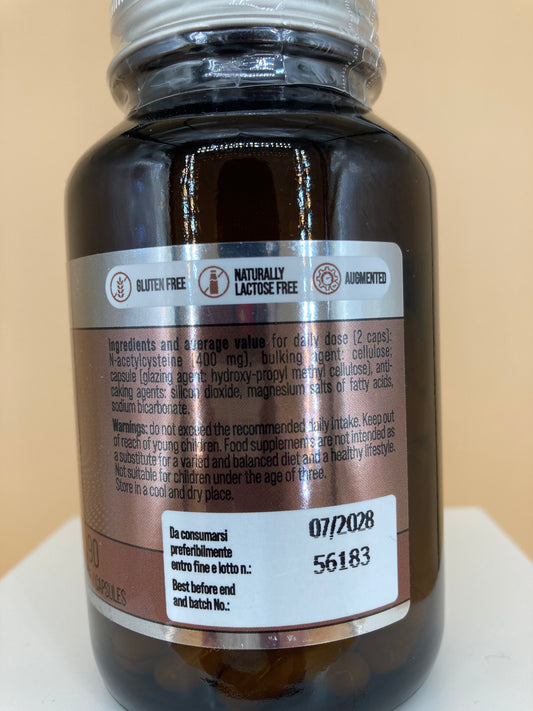 GLUTEN FREE
NATURALLY
LACTOSE FREE
AUGMENTED
Ingredients and average value for daily dose (2 caps):
N-acetylcysteine (400 mg), bulking agent: cellulose;
capsule (glazing agent: hydroxy-propyl methyl cellulose), anti-
caking agents: silicon dioxide, magnesium salts of fatty acids,
sodium bicarbonate.
Warnings: do not exceed the recommended daily intake. Keep out
of reach of young children. Food supplements are not intended as
a substitute for a varied and balanced diet and a healthy lifestyle.
Not suitable for children under the age of three.
Store in a cool and dry place.
90
CAPSULES
Da consumarsi
preferibilmente
entro fine e lotto n.:
07/2028
56183
Best before end
and batch No.: